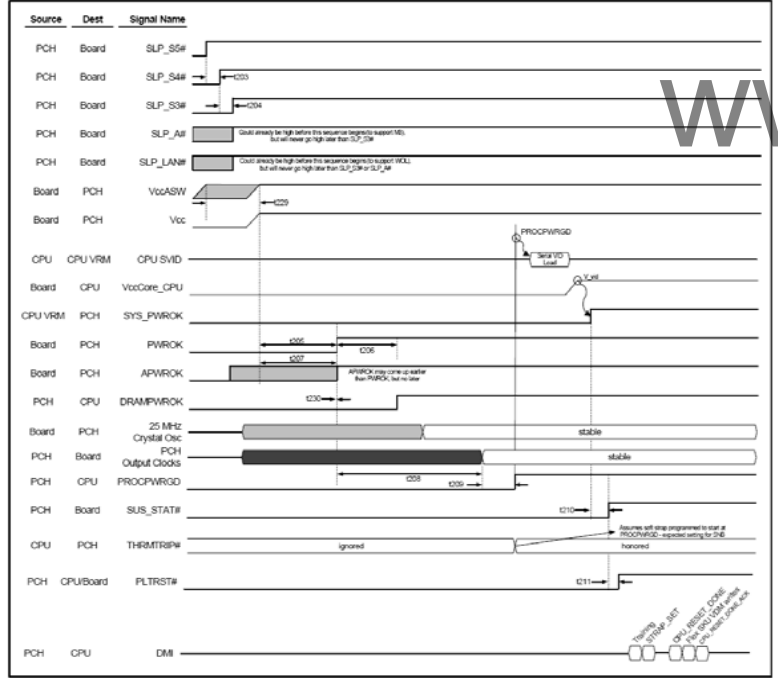 Source Dest Signal Name
PCH Board SLP_S5#
PCH Board SLP_S4# t203
PCH Board SLP_S3# t204
PCH Board SLP_A# Could already be high before this sequence begins (to support M3),
but will never go high later than SLP_S3#
PCH Board SLP_LAN# Could already be high before this sequence begins (to support WOL),
but will never go high later than SLP_S3# or SLP_A#
Board PCH VccASW
t229
Board PCH Vcc
PROCPWRGD
CPU CPU VRM CPU SVID Serial VID
Load
V_vid
Board CPU VccCore_CPU
CPU VRM PCH SYS_PWROK
t205
Board PCH PWROK t206
t207
Board PCH APWROK APWROK may come up earlier
than PWROK, but no later
PCH CPU DRAMPWROK t230
Board PCH 25 MHz
Crystal Osc stable
PCH Board PCH
Output Clocks stable
t208
PCH CPU PROCPWRGD t209
PCH Board SUS_STAT# t210
Assumes soft strap programmed to start at
PROCPWRGD - expected setting for SNB
CPU PCH THRMTRIP# ignored honored
PCH CPU/Board PLTRST# t211
Training
STRAP_SET
CPU_RESET_DONE
Flex SKU VDM writes
CPU_RESET_DONE_ACK
PCH CPU DMI